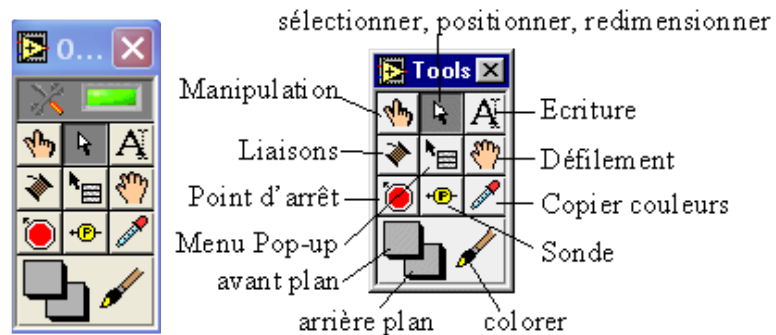 sélectionner, positionner, redimensionner
0...
Tools
Manipulation
Ecriture
Liaisons
Défilement
Point d'arrêt
Copier couleurs
Menu Pop-up
Sonde
avant plan
arrière plan
colorer